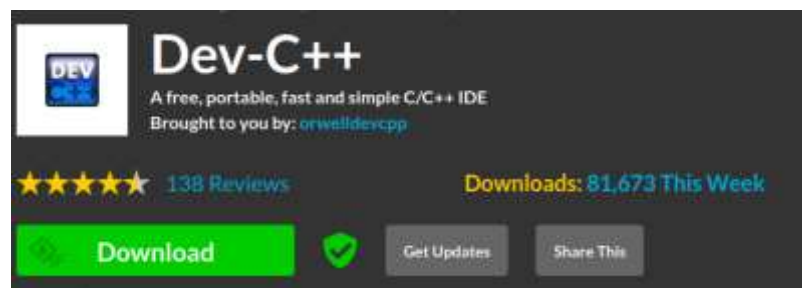 DEV
C++
Dev-C++
A free, portable, fast and simple C/C++ IDE
Brought to you by: orwelldevcpp
138 Reviews
Downloads: 81,673 This Week
Download
Get Updates
Share This